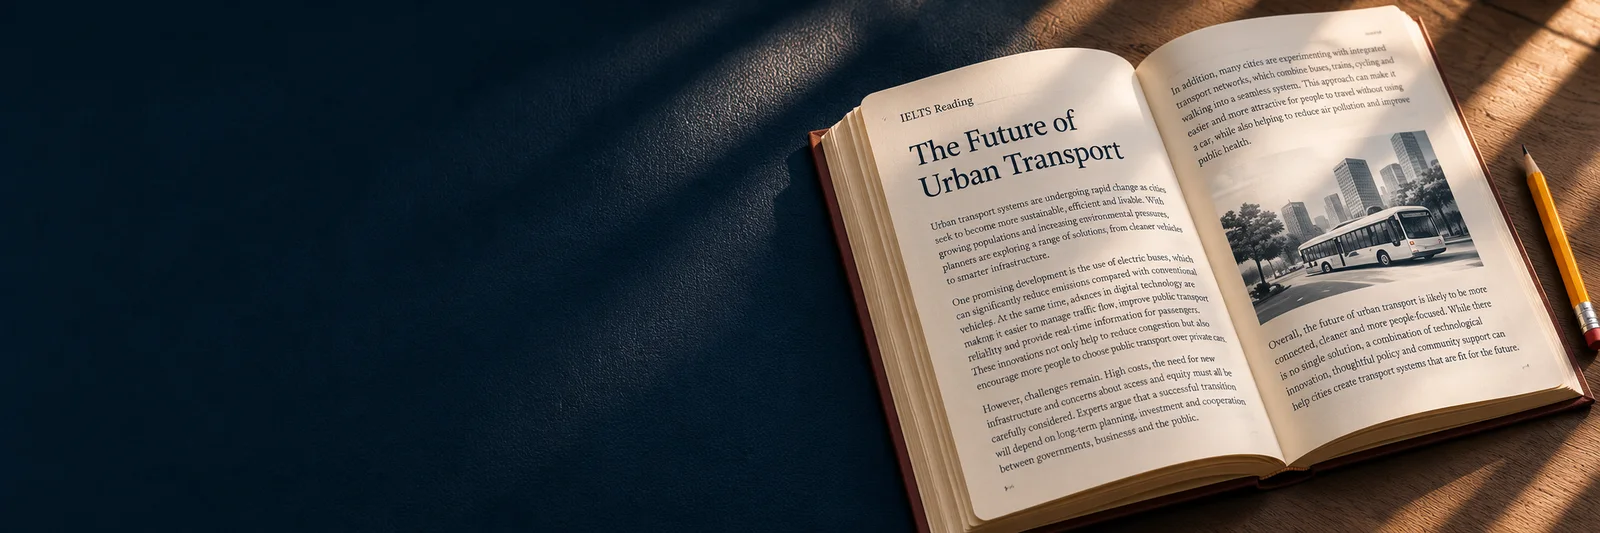 IELTS Reading
The Future of
Urban Transport
Urban transport systems are undergoing rapid change as cities
seek to become more sustainable, efficient and livable. With
growing populations and increasing environmental pressures,
planners are exploring a range of solutions, from cleaner vehicles
to smarter infrastructure.
One promising development is the use of electric buses, which
can significantly reduce emissions compared with conventional
vehicles. At the same time, adxnces in digital technology are
making it easier to manage traffic flow, improve public transport
reliatlity and provide real-time information for passengers.
These innovations not only help to reduce congestion but also
encourage more people to choose public transport over private cars.
However, challenges remain. High costs, the need for new
infrastructure and concerns about access and equity must all be
carefully considered. Experts argue that a successful transition
will depend on long-term planning, investment and cooperation
between governments, business and the public.
In addition, many cities are experimenting with integrated
transport networks, which combine buses, trains, cycling and
walking into a seamless system. This approach can make it
easier and more attractive for people to travel without using
a car, while also helping to reduce air pollution and improve
public health.
Overall, the future of urban transport is likely to be more
connected, cleaner and more people-focused. While there
is no single solution, a combination of technological
innovation, thoughtful policy and community support can
help cities create transport systems that are fit for the future.